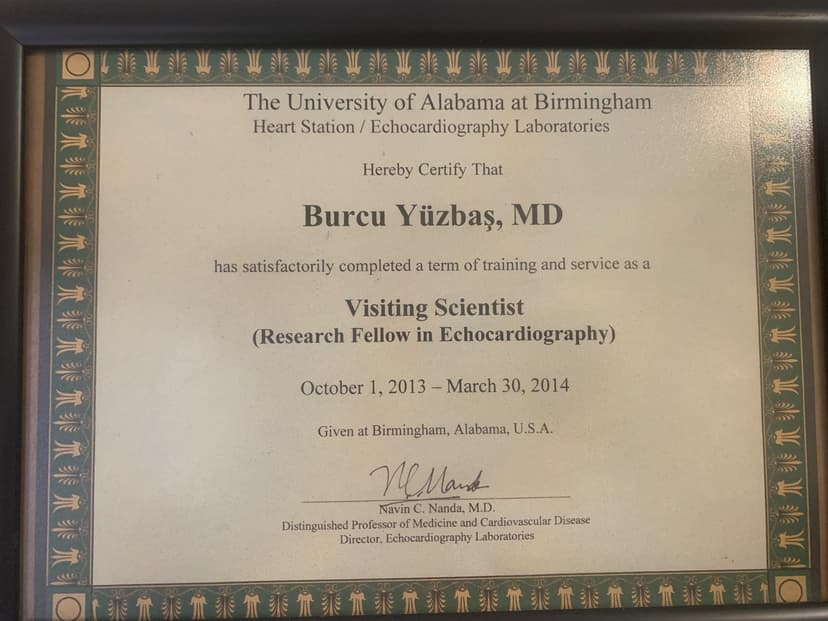 The University of Alabama at Birmingham
Heart Station / Echocardiography Laboratories
Hereby Certify That
Burcu Yüzbaş, MD
has satisfactorily completed a term of training and service as a
Visiting Scientist
(Research Fellow in Echocardiography)
October 1, 2013 – March 30, 2014
Given at Birmingham, Alabama, U.S.A.
Navin C. Nanda, M.D.
Distinguished Professor of Medicine and Cardiovascular Disease
Director, Echocardiography Laboratories